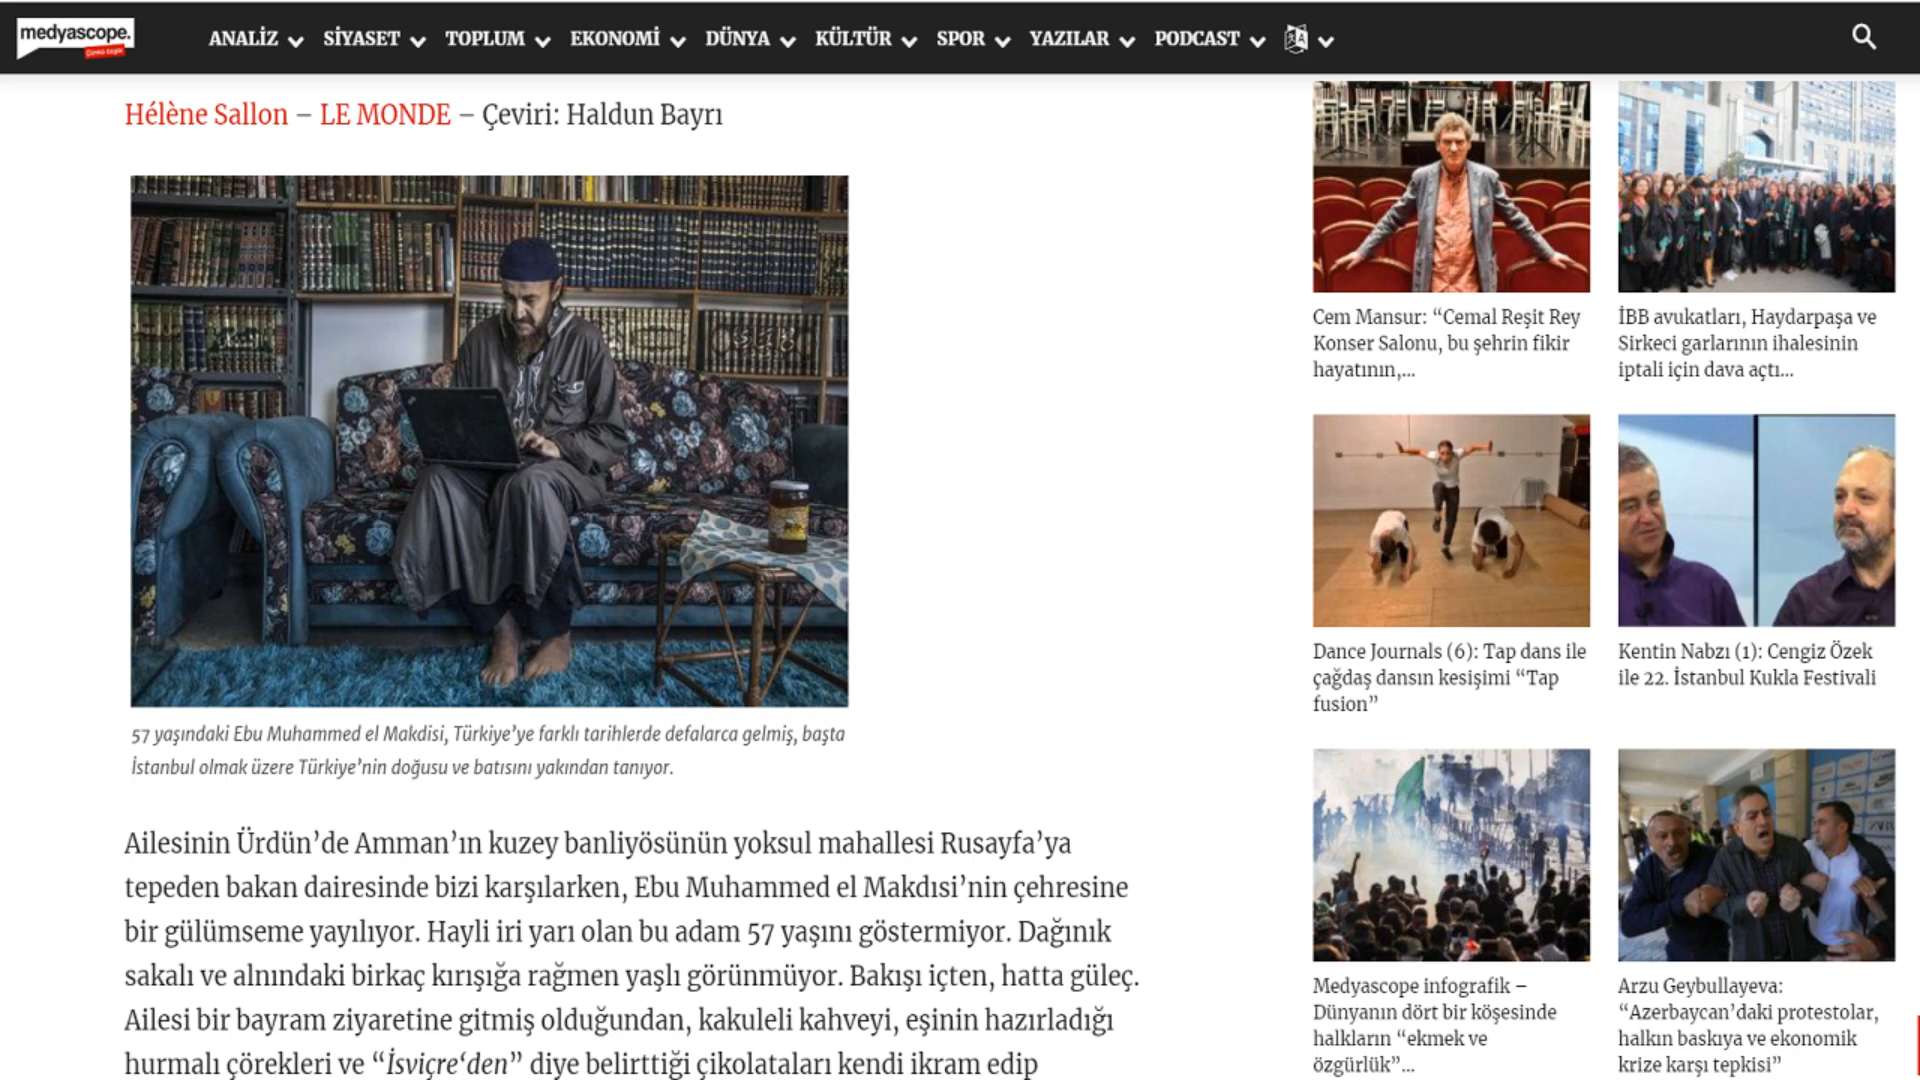 medyascope.
ANALİZ SİYASET TOPLUM EKONOMİ DÜNYA KÜLTÜR SPOR YAZILAR PODCAST
Hélène Sallon – LE MONDE – Çeviri: Haldun Bayrı
57 yaşındaki Ebu Muhammed el Makdisi, Türkiye’ye farklı tarihlerde defalarca gelmiş, başta
İstanbul olmak üzere Türkiye’nin doğusu ve batısını yakından tanıyor.
Ailesinin Ürdün’de Amman’ın kuzey banliyösünün yoksul mahallesi Rusayfa’ya
tepeden bakan dairesinde bizi karşılarken, Ebu Muhammed el Makdısi’nin çehresine
bir gülümseme yayılıyor. Hayli iri yarı olan bu adam 57 yaşını göstermiyor. Dağınık
sakalı ve alnındaki birkaç kırışığa rağmen yaşlı görünmüyor. Bakışı içten, hatta güleç.
Ailesi bir bayram ziyaretine gitmiş olduğundan, kakuleli kahveyi, eşinin hazırladığı
hurmalı çörekleri ve “İsviçre‘den” diye belirttiği çikolataları kendi ikram edip
Cem Mansur: “Cemal Reşit Rey
Konser Salonu, bu şehrin fikir
hayatının,...
İBB avukatları, Haydarpaşa ve
Sirkeci garlarının ihalesinin
iptali için dava açtı...
Dance Journals (6): Tap dans ile
çağdaş dansın kesişimi “Tap
fusion”
Kentin Nabzı (1): Cengiz Özek
ile 22. İstanbul Kukla Festivali
Medyascope infografik –
Dünyanın dört bir köşesinde
halkların “ekmek ve
özgürlük”...
Arzu Geybullayeva:
“Azerbaycan’daki protestolar,
halkın baskıya ve ekonomik
krize karşı tepkisi”